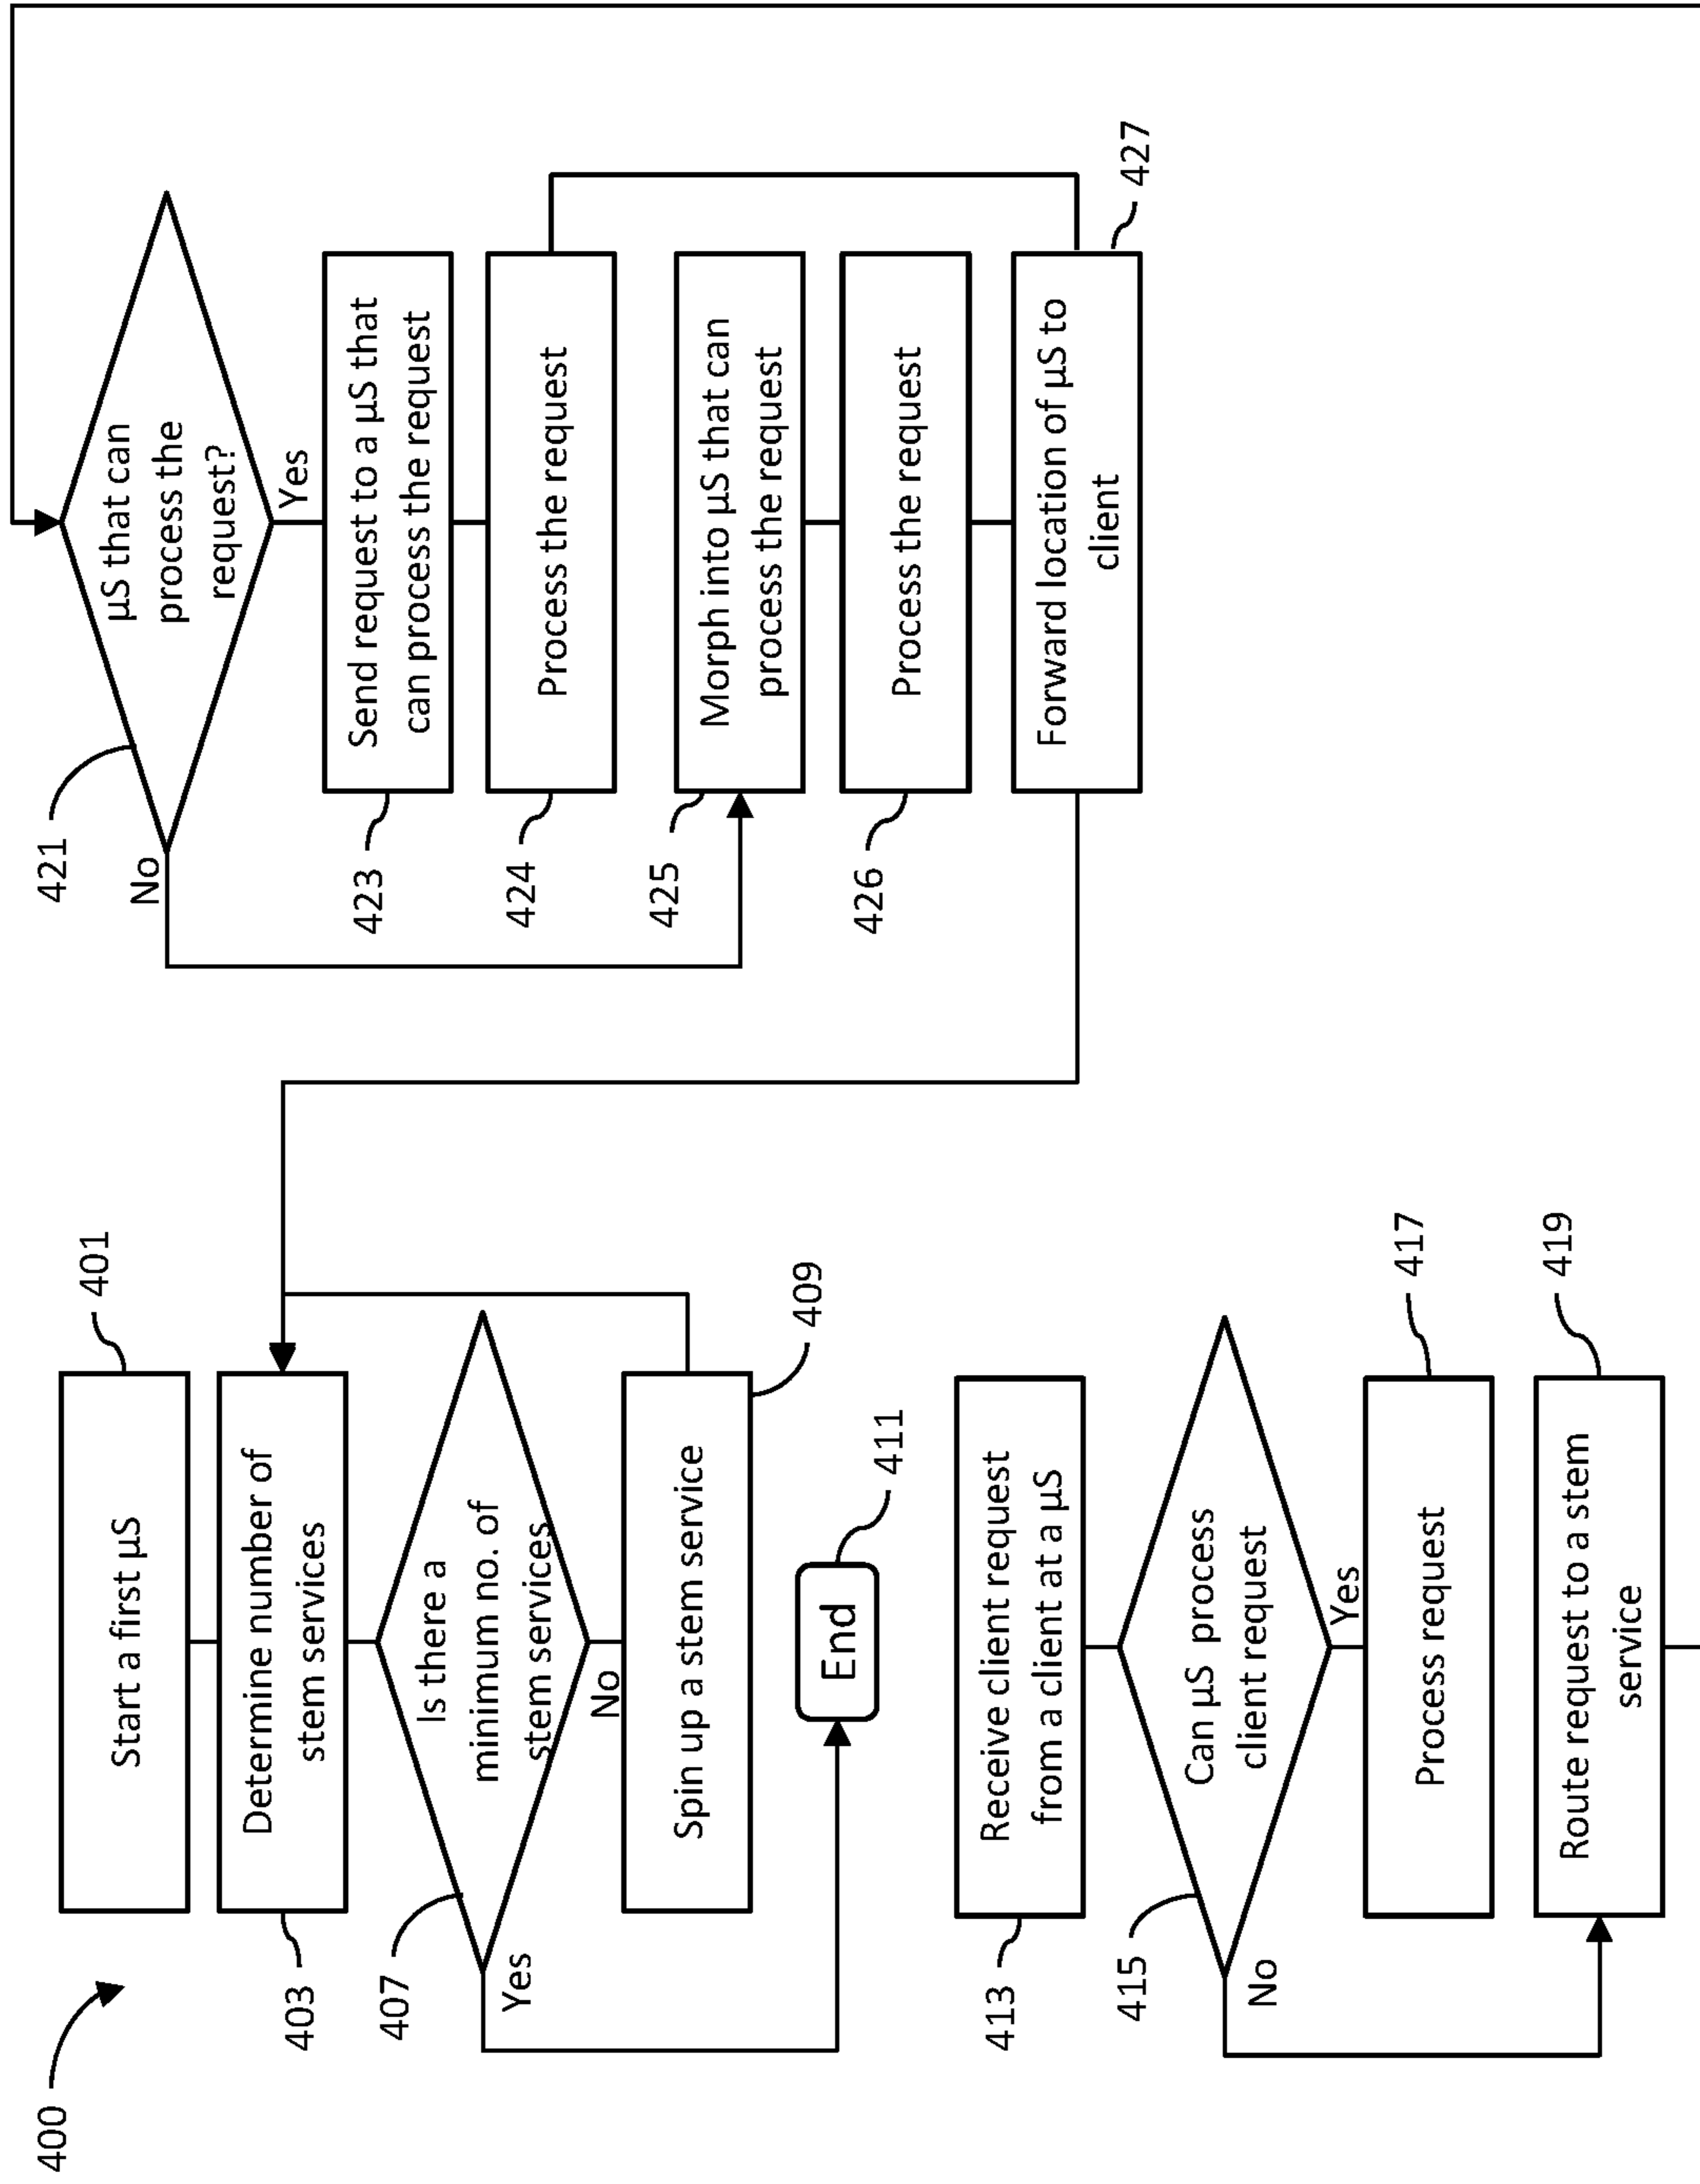 400
401
Start a first µS
403
Determine number of
stem services
407
Is there a
minimum no. of
stem services
Yes
No
409
Spin up a stem service
411
End
413
Receive client request
from a client at a µS
415
Can µS process
client request
No
Yes
417
Process request
419
Route request to a stem
service
421
µS that can
process the
request?
No
Yes
423
Send request to a µS that
can process the request
424
Process the request
425
Morph into µS that can
process the request
426
Process the request
427
Forward location of µS to
client